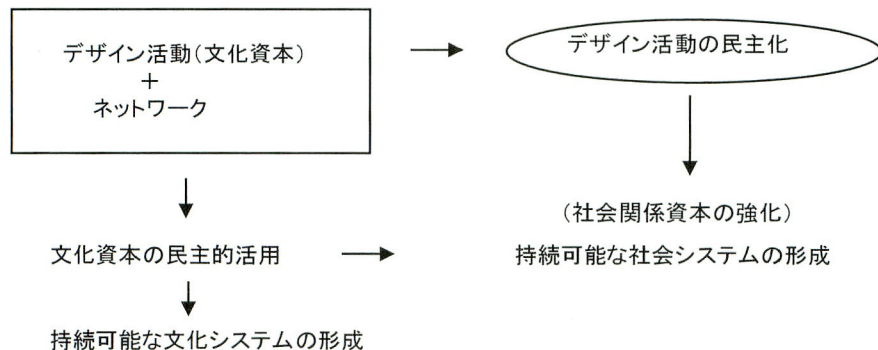 デザイン活動(文化資本)
+
ネットワーク
デザイン活動の民主化
(社会関係資本の強化)
文化資本の民主的活用
持続可能な社会システムの形成
持続可能な文化システムの形成